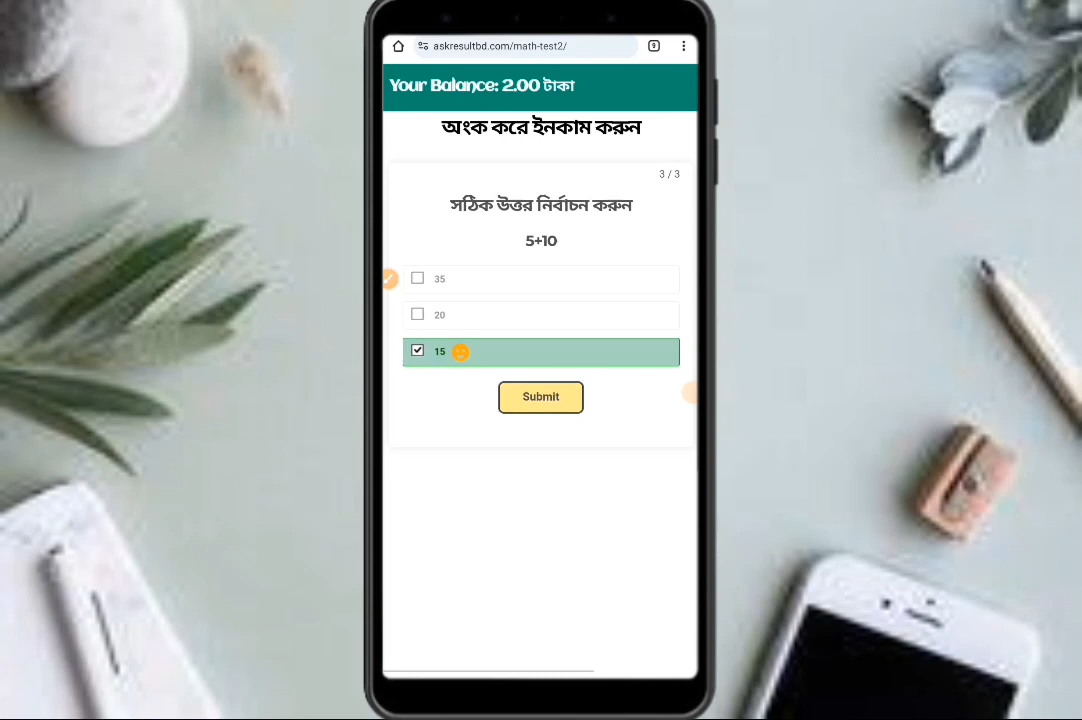 askresultbd.com/math-test2/
9
Your Balance: 2.00 টাকা
অংক করে ইনকাম করুন
3 / 3
সঠিক উত্তর নির্বাচন করুন
5+10
35
20
15
Submit